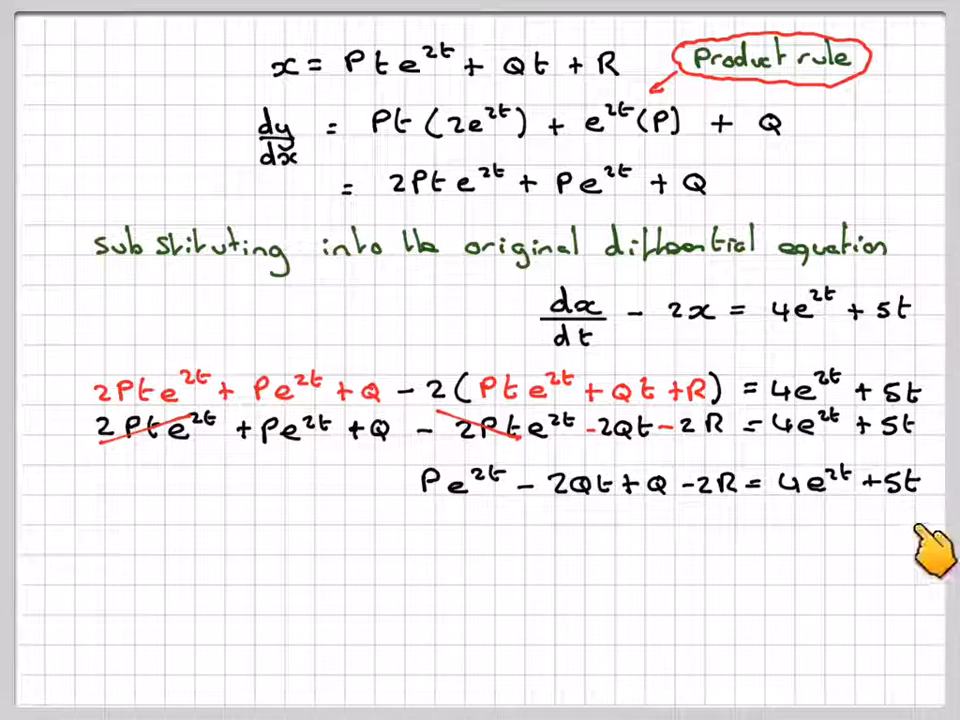 x = Pte^{2t} + Qt + R
Product rule
dy/dx = Pt(2e^{2t}) + e^{2t}(P) + Q
= 2Pte^{2t} + Pe^{2t} + Q
substituting into the original differential equation
dx/dt - 2x = 4e^{2t} + 5t
2Pte^{2t} + Pe^{2t} + Q - 2(Pte^{2t} + Qt + R) = 4e^{2t} + 5t
2Pte^{2t} + Pe^{2t} + Q - 2Pte^{2t} - 2Qt - 2R = 4e^{2t} + 5t
Pe^{2t} - 2Qt + Q - 2R = 4e^{2t} + 5t